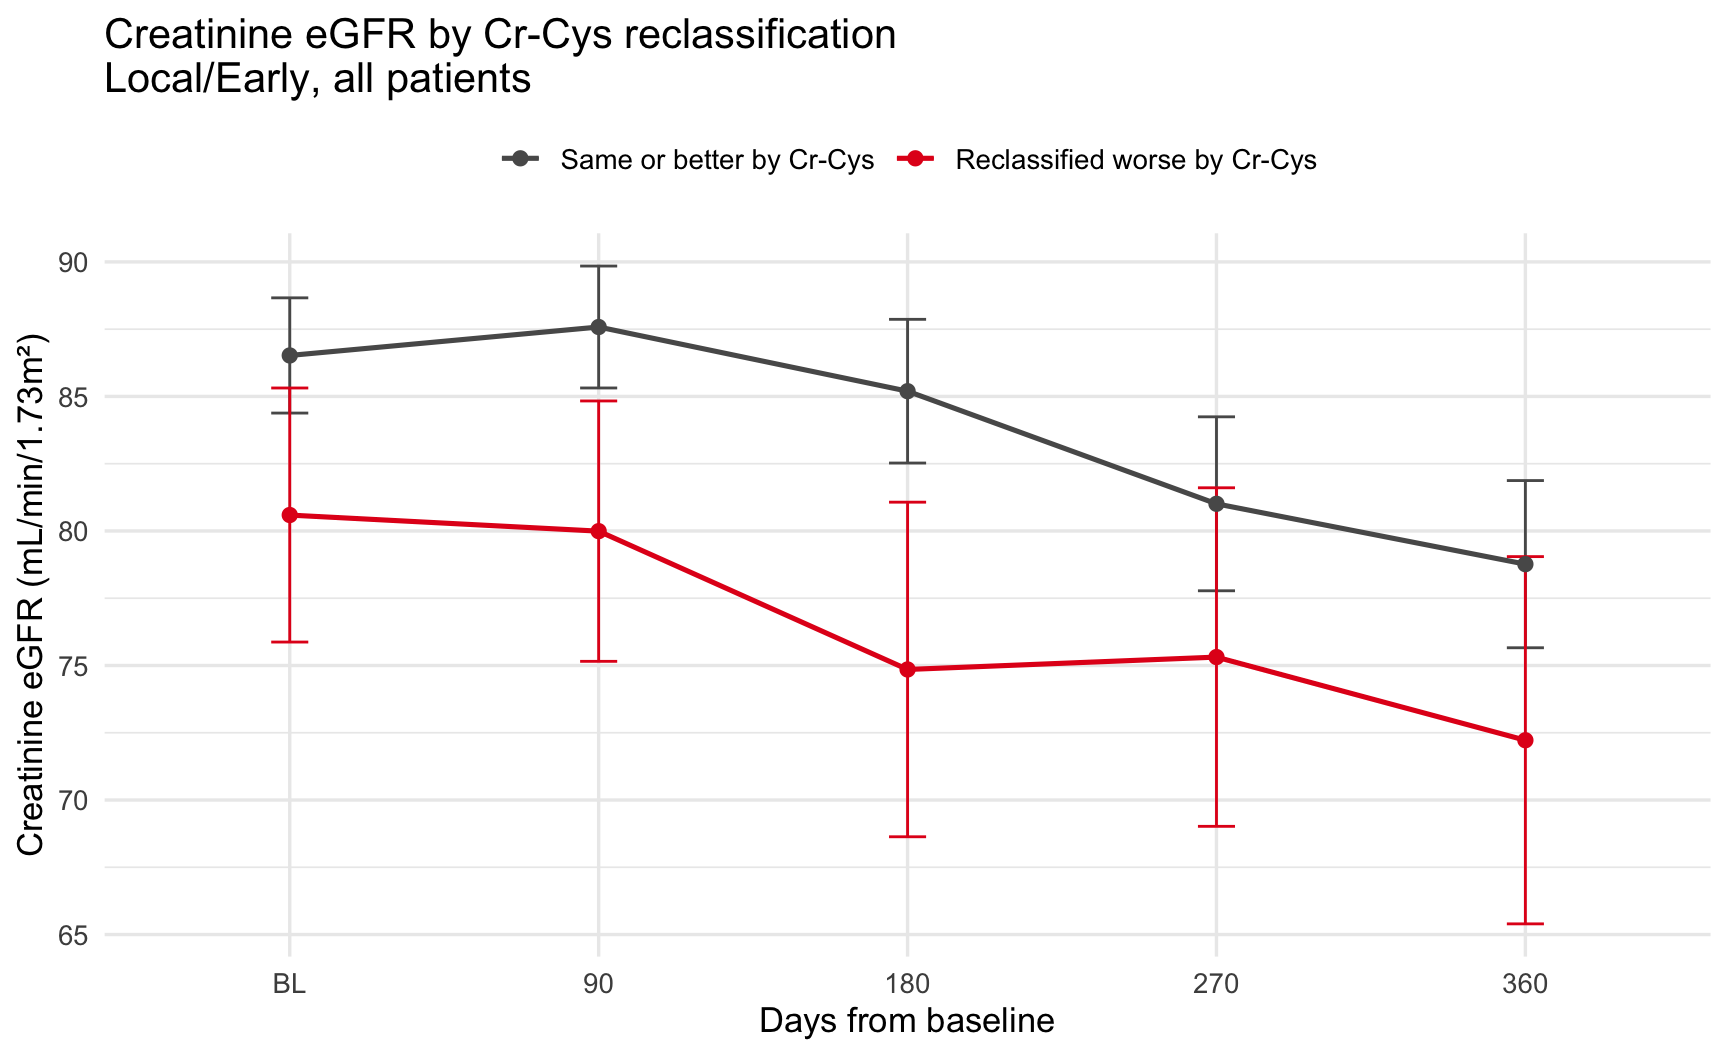 Creatinine eGFR by Cr-Cys reclassification
Local/Early, all patients
Same or better by Cr-Cys
Reclassified worse by Cr-Cys
Creatinine eGFR (mL/min/1.73m²)
90
85
80
75
70
65
BL
90
180
270
360
Days from baseline